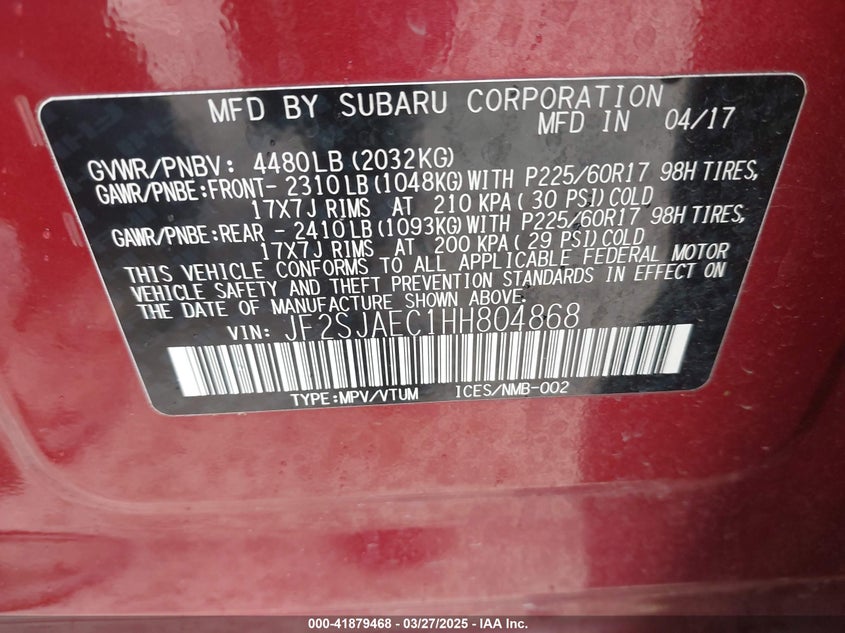 MFD BY SUBARU CORPORATION
MFD IN 04/17
GVWR/PNBV: 4480LB (2032KG)
GAWR/PNBE:FRONT- 2310LB (1048KG) WITH P225/60R17 98H TIRES,
17X7J RIMS AT 210 KPA ( 30 PSI) COLD
GAWR/PNBE:REAR - 2410LB (1093KG) WITH P225/60R17 98H TIRES,
17X7J RIMS AT 200 KPA ( 29 PSI) COLD
THIS VEHICLE CONFORMS TO ALL APPLICABLE FEDERAL MOTOR
VEHICLE SAFETY AND THEFT PREVENTION STANDARDS IN EFFECT ON
THE DATE OF MANUFACTURE SHOWN ABOVE.
VIN: JF2SJAEC1HH804868
TYPE:MPV/VTUM ICES/NMB-002
000-41879468 - 03/27/2025 - IAA Inc.